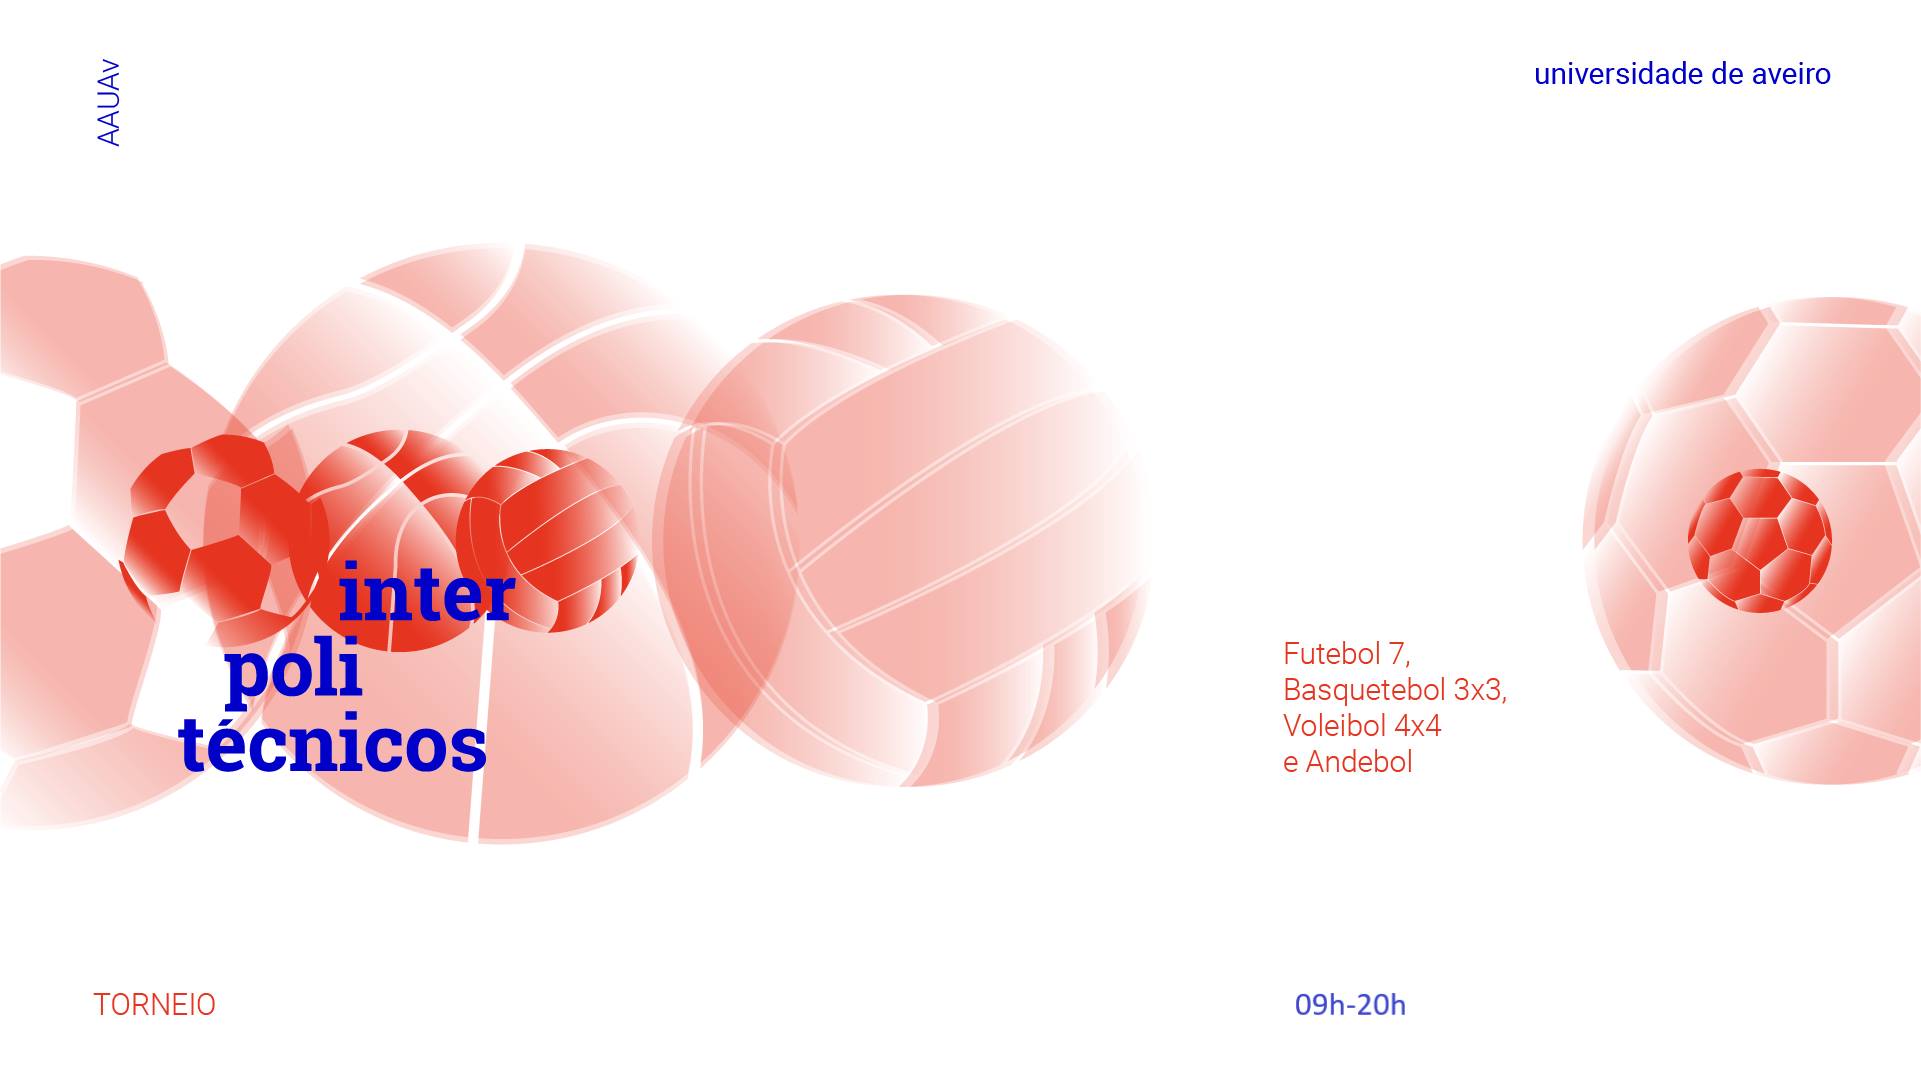 AAUAv
universidade de aveiro
inter
poli
técnicos
Futebol 7,
Basquetebol 3x3,
Voleibol 4x4
e Andebol
TORNEIO
09h-20h